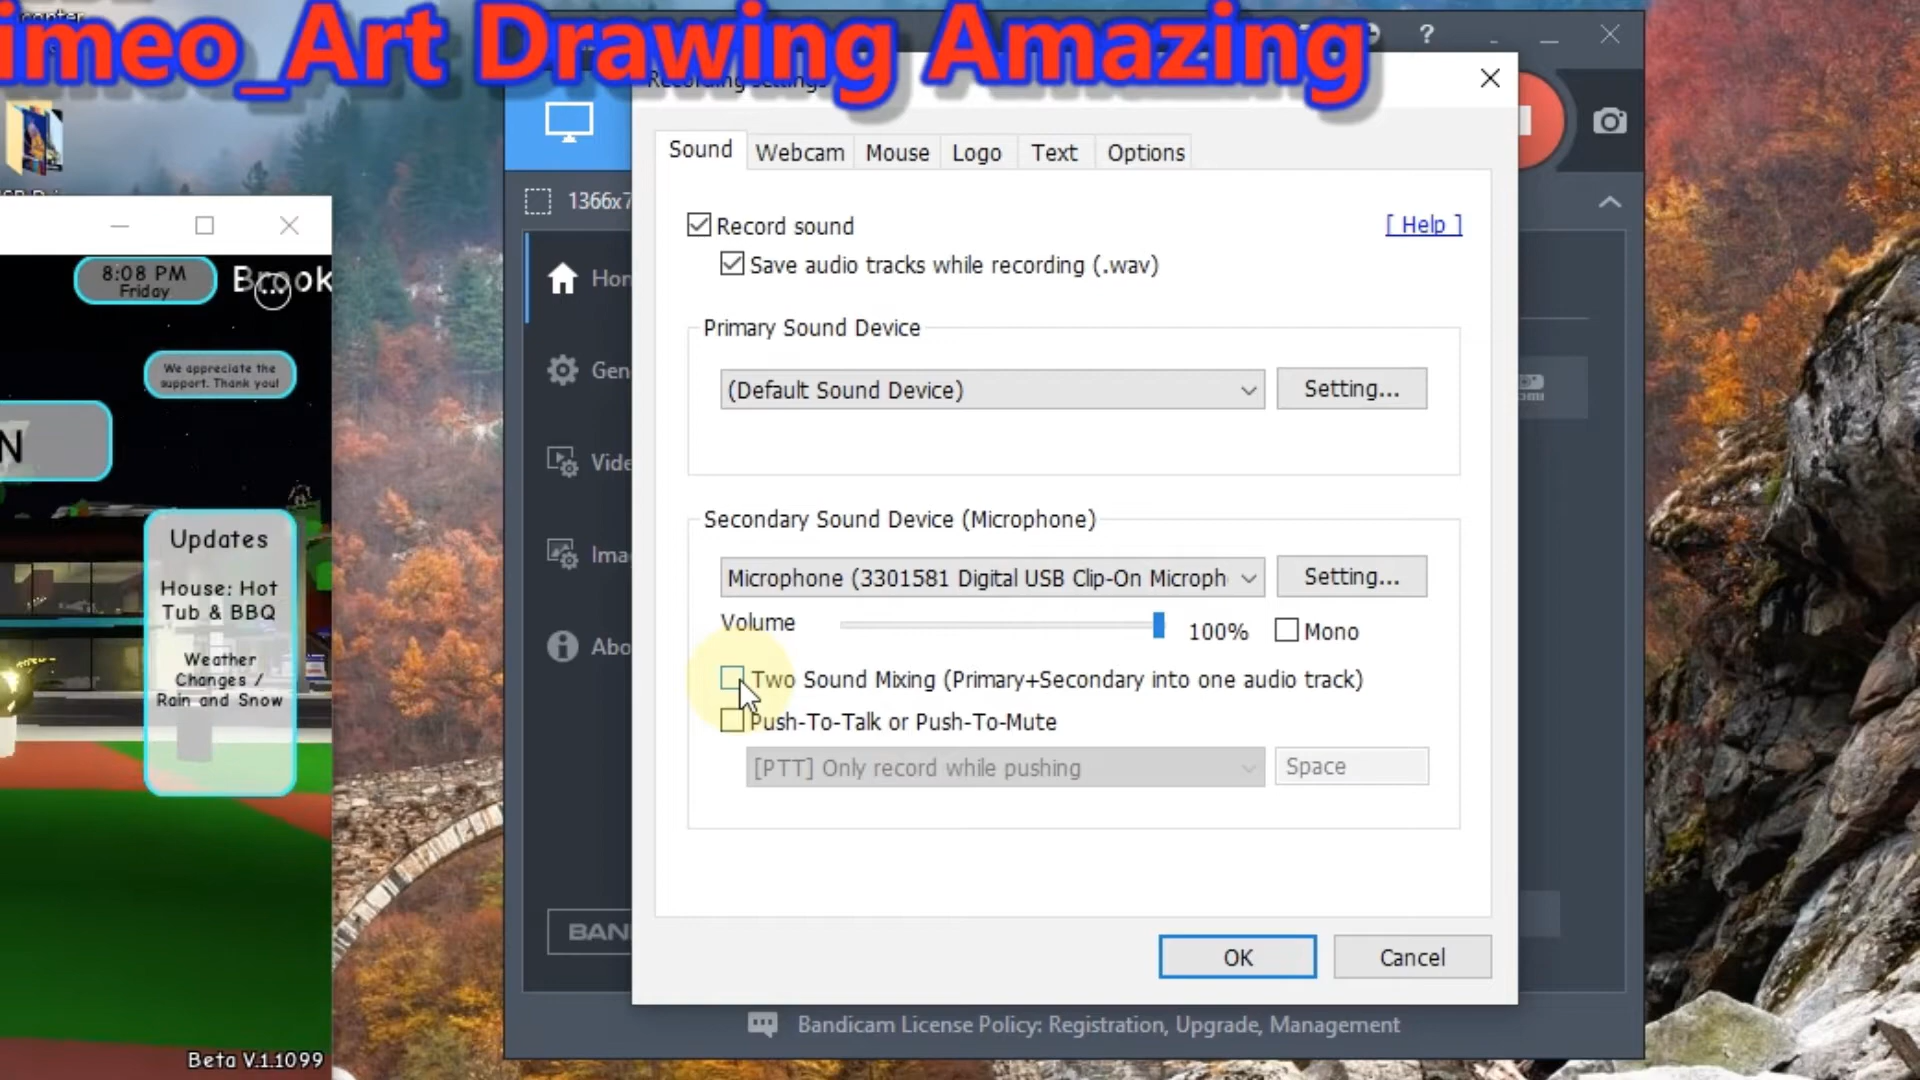 imeo_Art Drawing Amazing
Recording settings
?
Sound
Webcam
Mouse
Logo
Text
Options
1366x7
Record sound
[ Help ]
Save audio tracks while recording (.wav)
8:08 PM
Friday
Brook
Hom
Primary Sound Device
We appreciate the
support. Thank you!
Gen
(Default Sound Device)
Setting...
N
Vide
Secondary Sound Device (Microphone)
Updates
House: Hot
Tub & BBQ
Weather
Changes /
Rain and Snow
Ima
Microphone (3301581 Digital USB Clip-On Microph
Setting...
Volume
100%
Mono
Abo
Two Sound Mixing (Primary+Secondary into one audio track)
Push-To-Talk or Push-To-Mute
[PTT] Only record while pushing
Space
BAN
OK
Cancel
Bandicam License Policy: Registration, Upgrade, Management
Beta V.1.1099